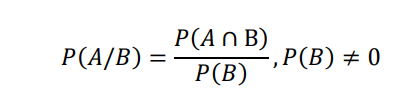 P(A/B) = P(A ∩ B) / P(B) , P(B) ≠ 0